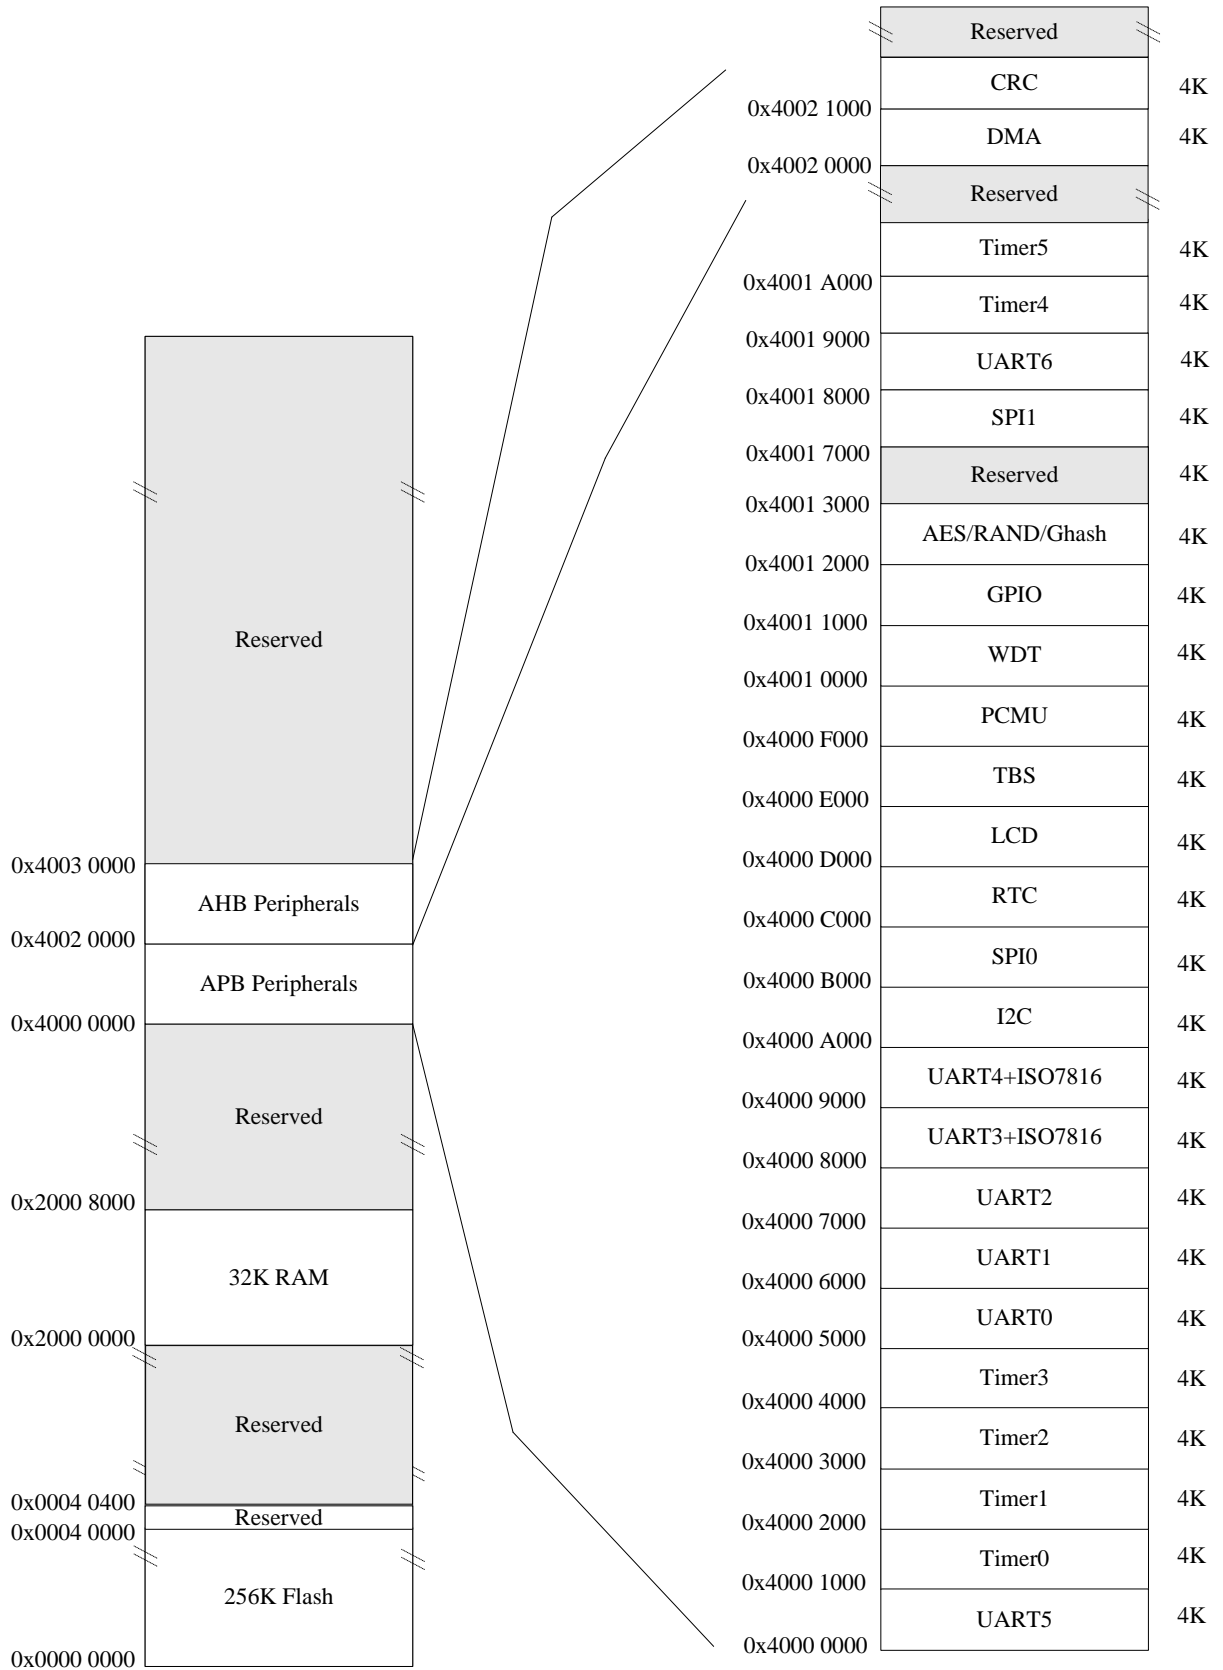 Reserved
CRC 4K
0x4002 1000
DMA 4K
0x4002 0000
Reserved
Timer5 4K
0x4001 A000
Timer4 4K
0x4001 9000
UART6 4K
0x4001 8000
SPI1 4K
0x4001 7000
Reserved 4K
0x4001 3000
AES/RAND/Ghash 4K
0x4001 2000
GPIO 4K
0x4001 1000
WDT 4K
0x4001 0000
PCMU 4K
0x4000 F000
TBS 4K
0x4000 E000
LCD 4K
0x4000 D000
RTC 4K
0x4000 C000
SPI0 4K
0x4000 B000
I2C 4K
0x4000 A000
UART4+ISO7816 4K
0x4000 9000
UART3+ISO7816 4K
0x4000 8000
UART2 4K
0x4000 7000
UART1 4K
0x4000 6000
UART0 4K
0x4000 5000
Timer3 4K
0x4000 4000
Timer2 4K
0x4000 3000
Timer1 4K
0x4000 2000
Timer0 4K
0x4000 1000
UART5 4K
0x4000 0000
Reserved
0x4003 0000
AHB Peripherals
0x4002 0000
APB Peripherals
0x4000 0000
Reserved
0x2000 8000
32K RAM
0x2000 0000
Reserved
0x0004 0400
Reserved
0x0004 0000
256K Flash
0x0000 0000